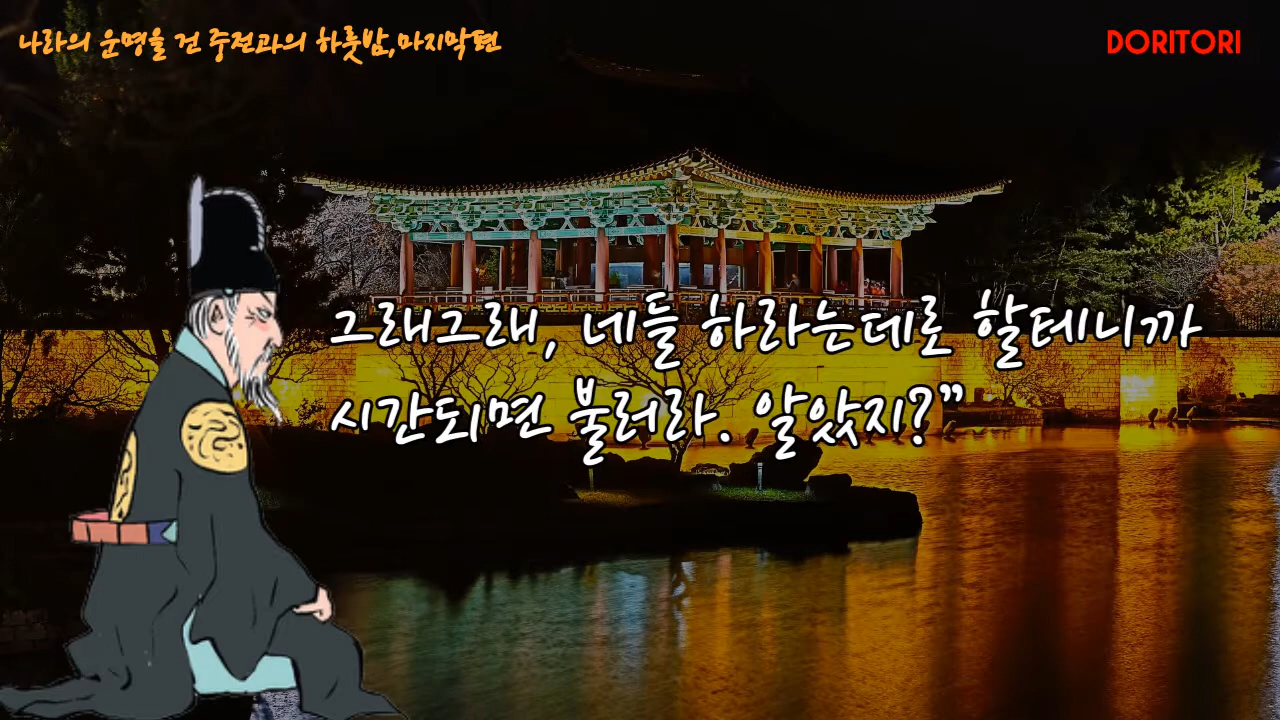 나라의 운명을 건 중전과의 하룻밤,마지막편
DORITORI
그래그래, 네들 하라는데로 할테니까
시간되면 불러라. 알았지?”